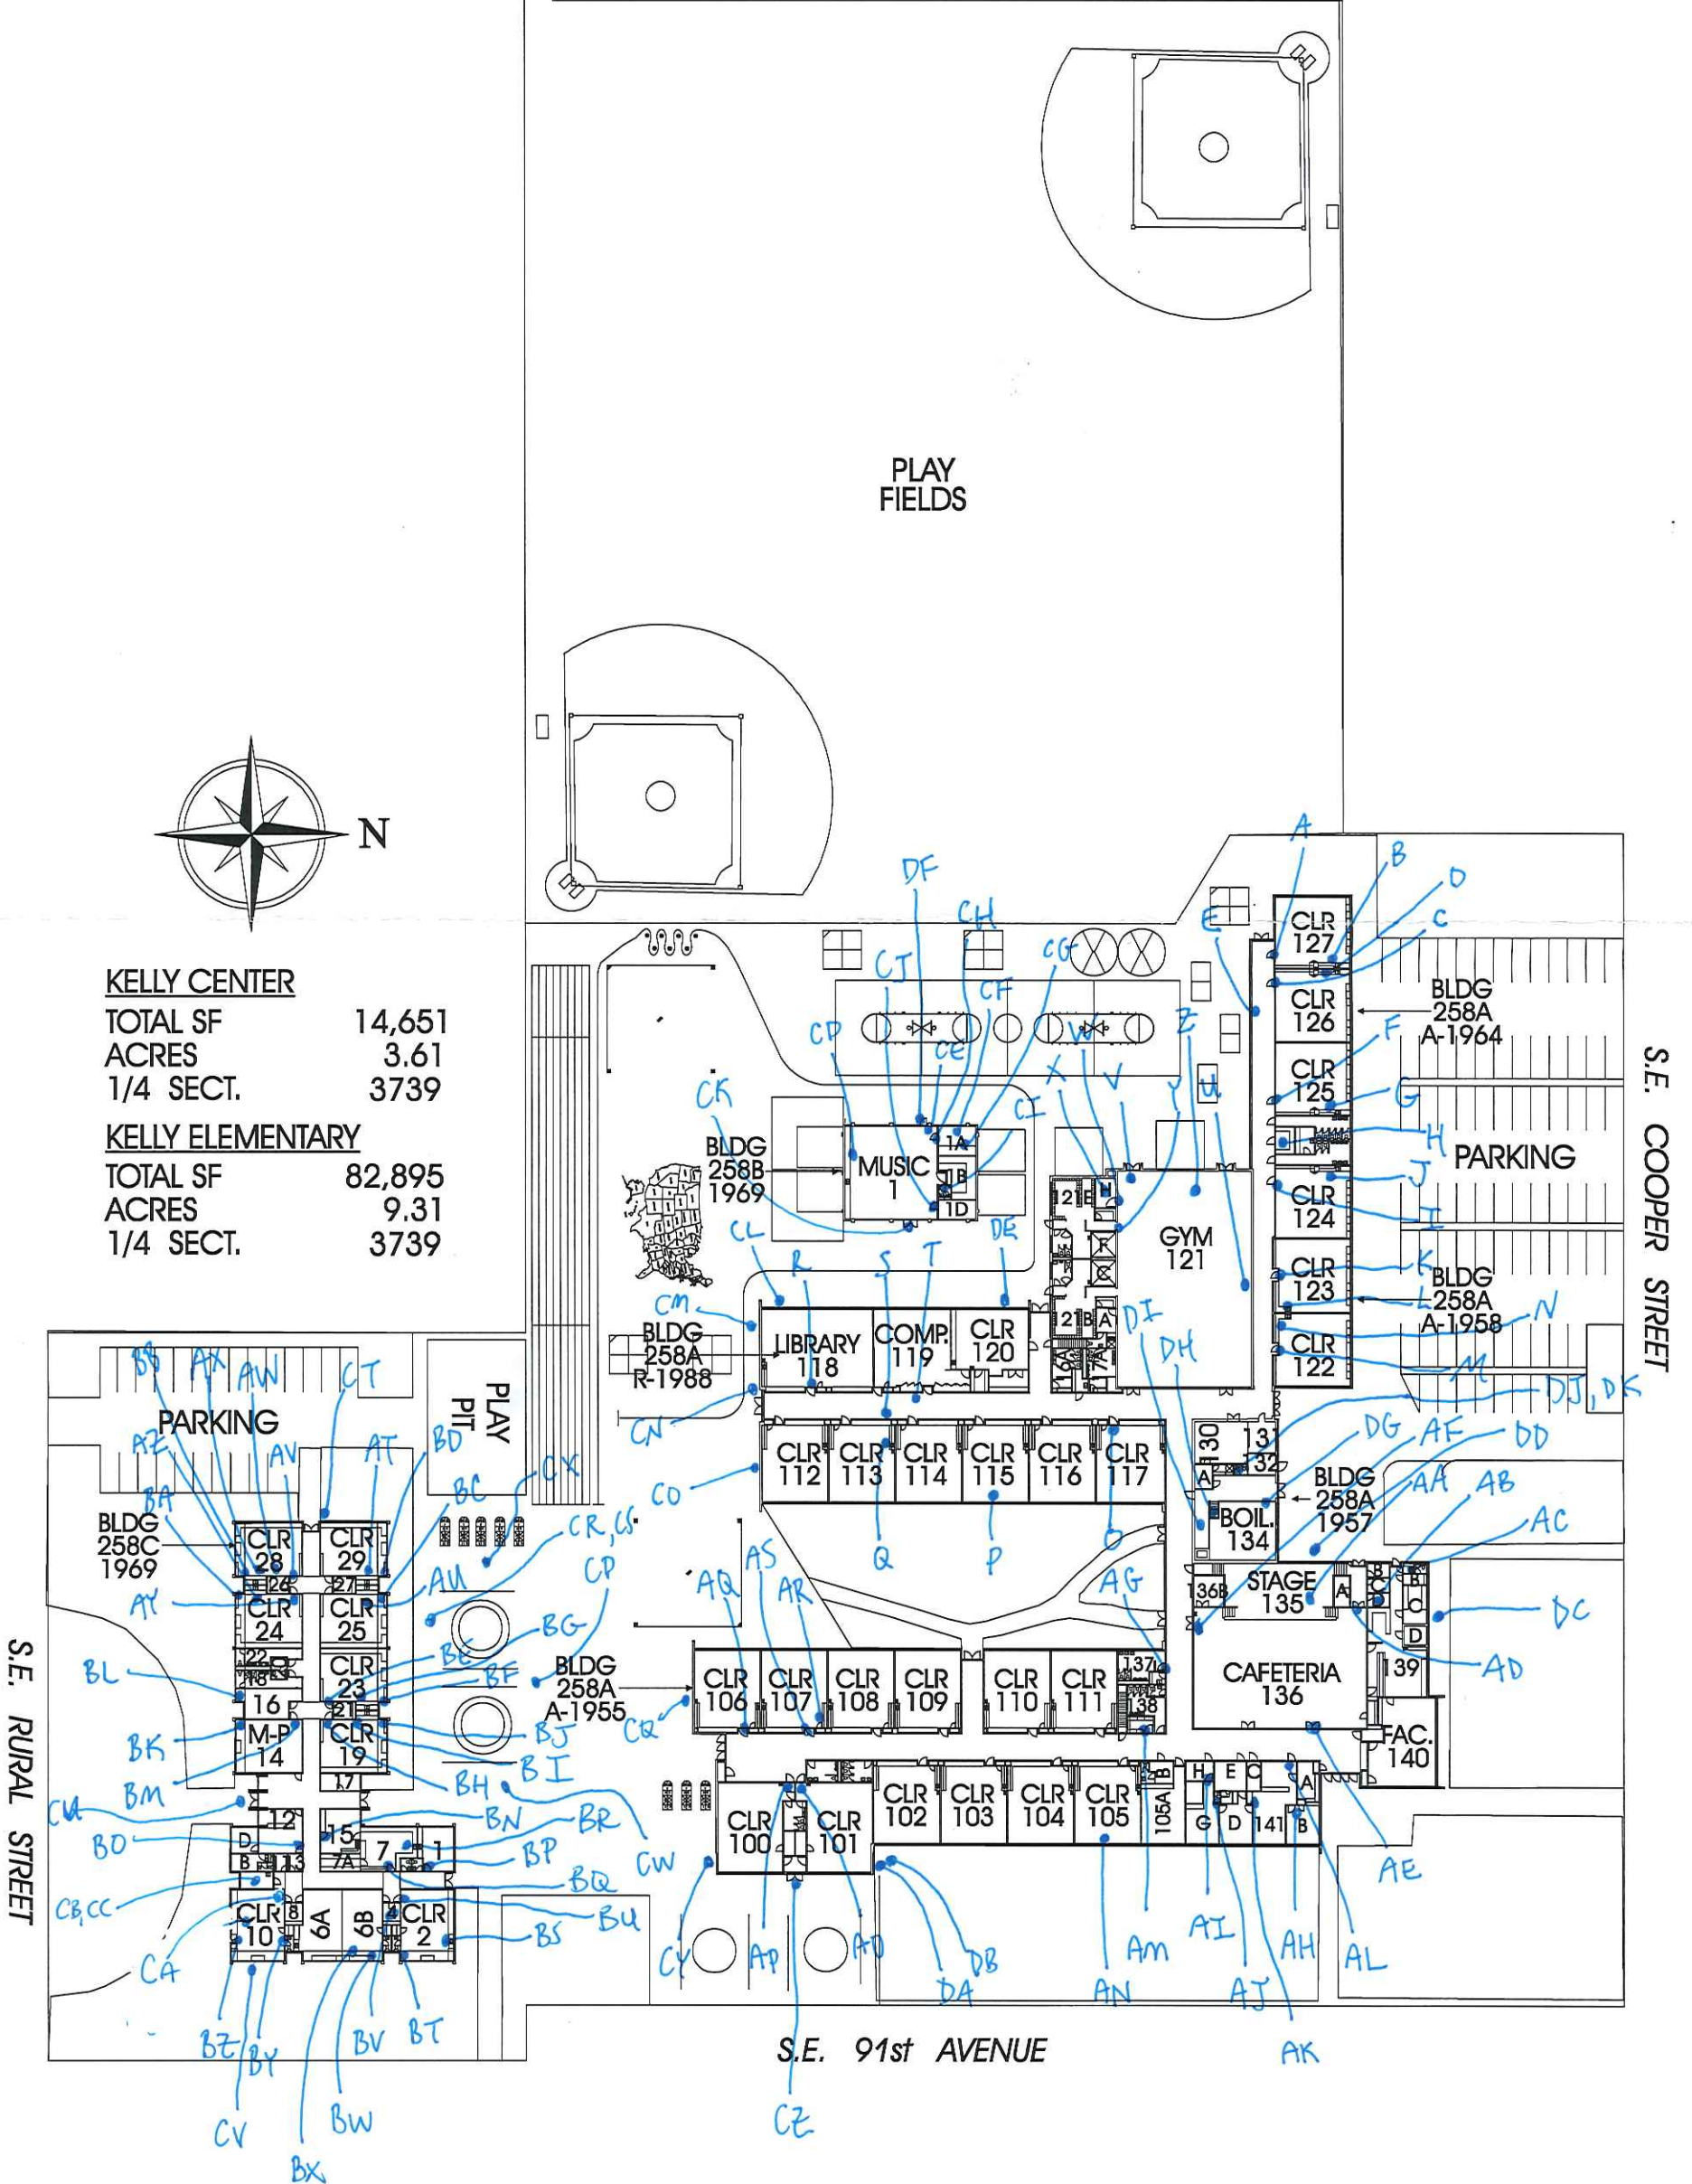 PLAY
FIELDS
N
KELLY CENTER
TOTAL SF 14,651
ACRES 3.61
1/4 SECT. 3739
KELLY ELEMENTARY
TOTAL SF 82,895
ACRES 9.31
1/4 SECT. 3739
A
B
D
C
E
F
G
H
J
I
K
L
N
M
DF
CH
CG
CJ
CF
CD
CE
CK
CI
W
X
V
Z
Y
U
CLR
127
CLR
126
CLR
125
CLR
124
CLR
123
CLR
122
BLDG
258A
A-1964
PARKING
BLDG
258A
A-1958
S.E. COOPER STREET
BLDG
258B
1969
MUSIC
1
1A
1B
1D
CL
R
S
T
DE
CM
CN
CO
GYM
121
121
E
H
F
C
121
B
A
116A
117A
DI
DH
DJ, DK
DG
AF
DD
AA
AB
AC
DC
AD
BLDG
258A
R-1988
LIBRARY
118
COMP.
119
CLR
120
CLR
112
CLR
113
CLR
114
CLR
115
CLR
116
CLR
117
130
131
132
A
BLDG
258A
1957
BOIL.
134
136B
STAGE
135
A
B
C
D
B
C
D
139
CAFETERIA
136
FAC.
140
Q
P
O
AG
AQ
AS
AR
BLDG
258A
A-1955
CQ
CLR
106
CLR
107
CLR
108
CLR
109
CLR
110
CLR
111
137
138
CLR
100
CLR
101
CLR
102
CLR
103
CLR
104
CLR
105
105A
B
H
E
C
G
D
141
A
B
AE
AI
AH
AL
AJ
AK
AM
AN
AO
AP
CY
DB
DA
CZ
PARKING
PLAY
PIT
BB
AX
AW
CT
AZ
AV
AT
BD
BA
BC
CX
CR, CS
CP
AY
AU
BLDG
258C
1969
CLR
28
CLR
29
26
27
CLR
24
CLR
25
22
18
CLR
23
16
21
M-P
14
CLR
19
17
12
15
D
B
13
7A
7
1
CLR
10
8
6A
6B
4
CLR
2
BL
BE
BG
BF
BK
BJ
BI
BH
BM
CU
BO
BN
BR
BP
BQ
CW
CB, CC
BU
BS
CA
BZ
BY
BV
BT
CV
BW
BX
S.E. RURAL STREET
S.E. 91st AVENUE